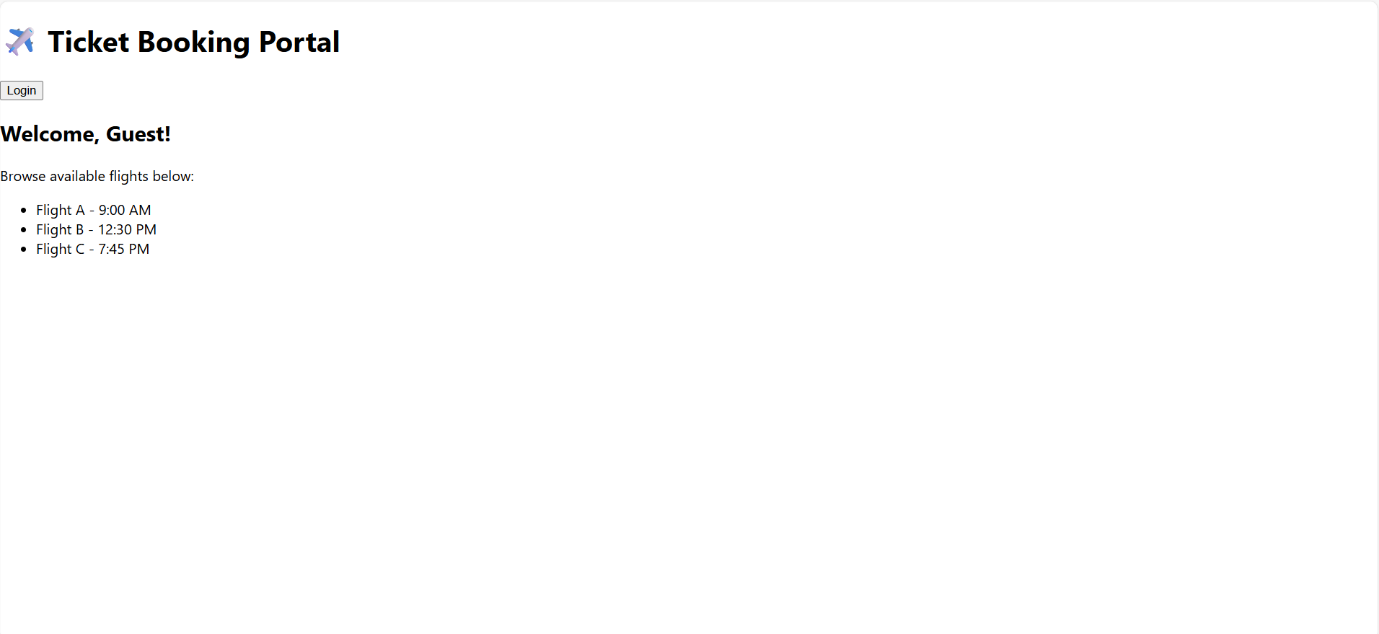 Ticket Booking Portal
Login
Welcome, Guest!
Browse available flights below:
Flight A - 9:00 AM
Flight B - 12:30 PM
Flight C - 7:45 PM